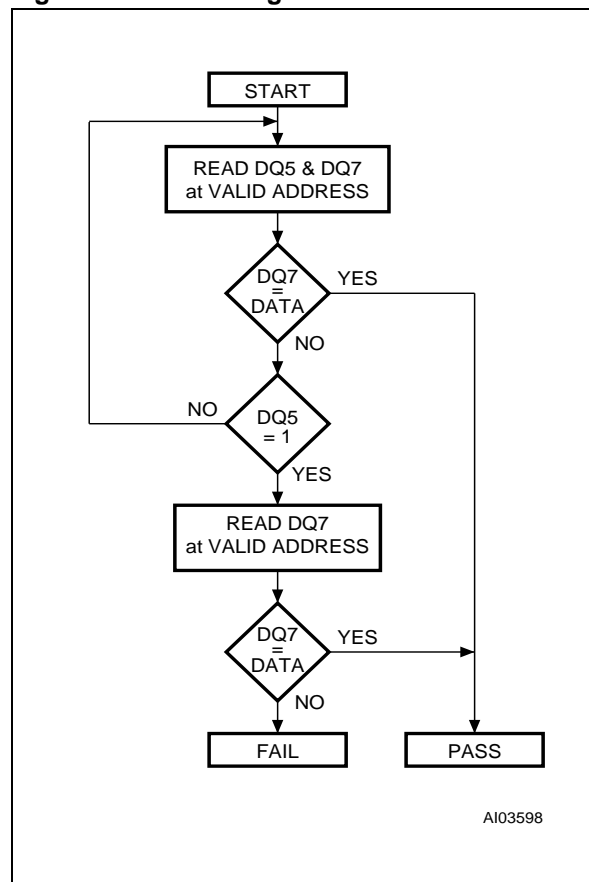 START
READ DQ5 & DQ7
at VALID ADDRESS
DQ7
=
DATA
YES
NO
DQ5
= 1
NO
YES
READ DQ7
at VALID ADDRESS
DQ7
=
DATA
YES
NO
FAIL
PASS
AI03598